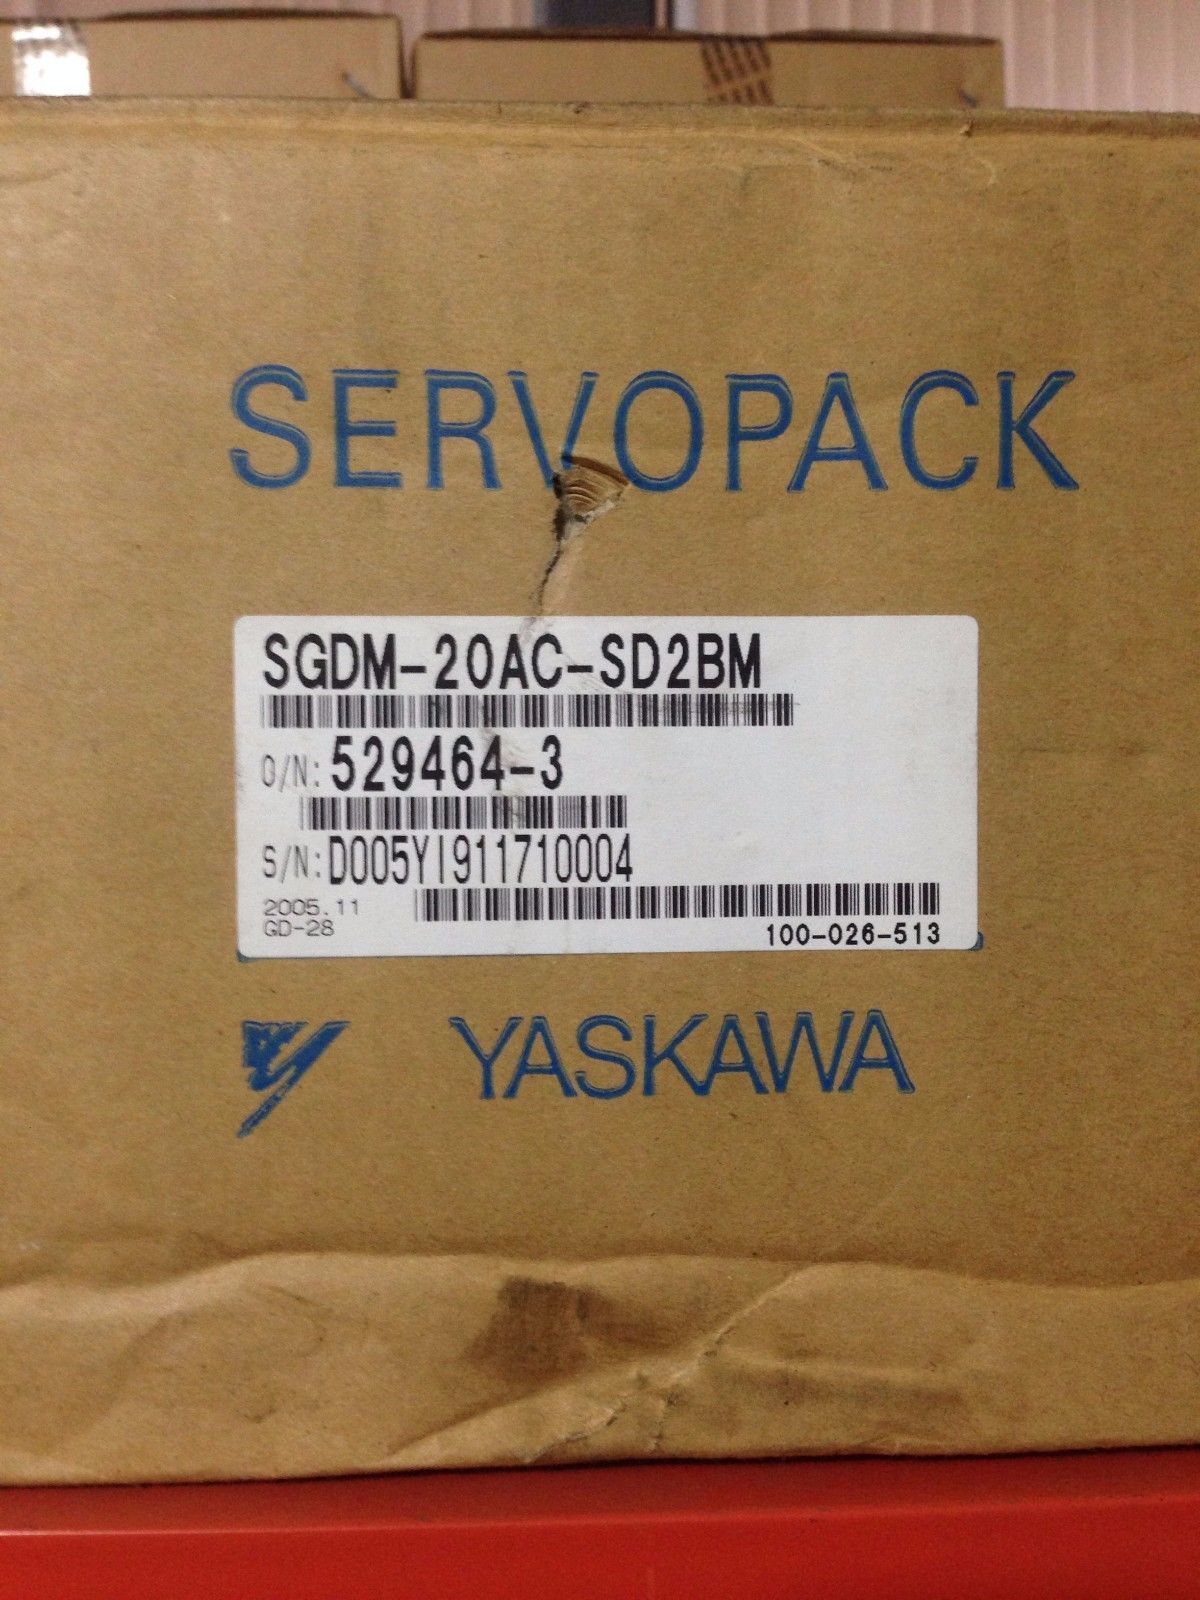 SERVOPACK
SGDM-20AC-SD2BM
O/N: 529464-3
S/N: D005YI911710004
2005.11
GD-28
100-026-513
YASKAWA